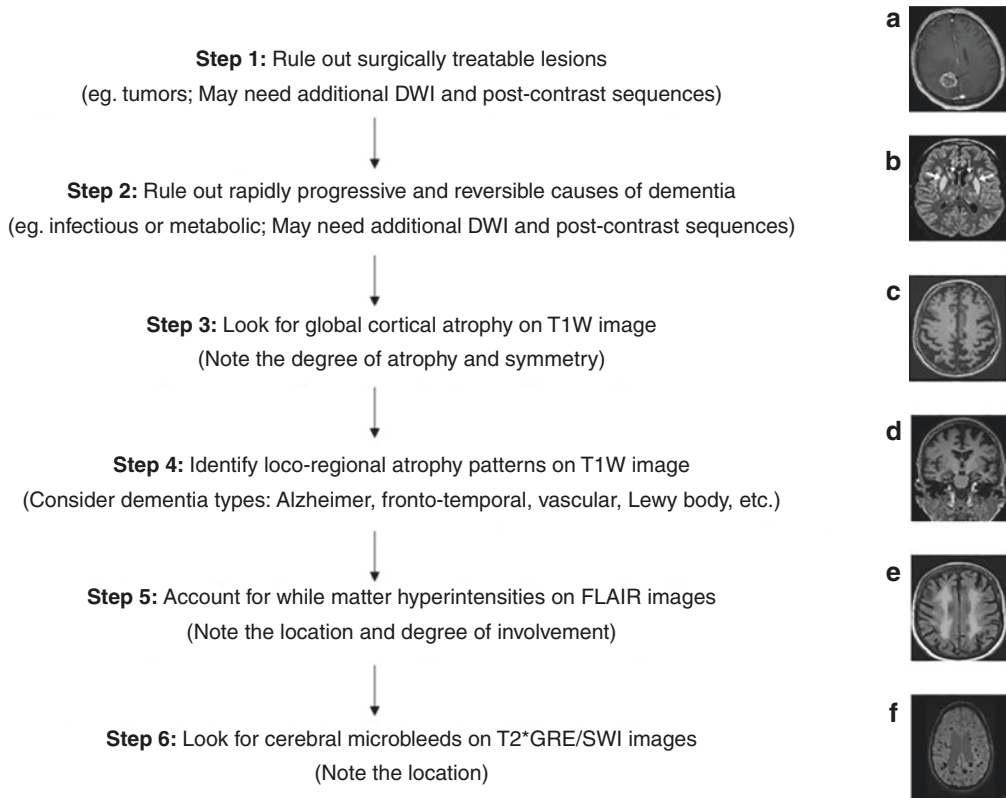 a
Step 1: Rule out surgically treatable lesions
(eg. tumors; May need additional DWI and post-contrast sequences)
b
Step 2: Rule out rapidly progressive and reversible causes of dementia
(eg. infectious or metabolic; May need additional DWI and post-contrast sequences)
c
Step 3: Look for global cortical atrophy on T1W image
(Note the degree of atrophy and symmetry)
d
Step 4: Identify loco-regional atrophy patterns on T1W image
(Consider dementia types: Alzheimer, fronto-temporal, vascular, Lewy body, etc.)
e
Step 5: Account for while matter hyperintensities on FLAIR images
(Note the location and degree of involvement)
f
Step 6: Look for cerebral microbleeds on T2*GRE/SWI images
(Note the location)